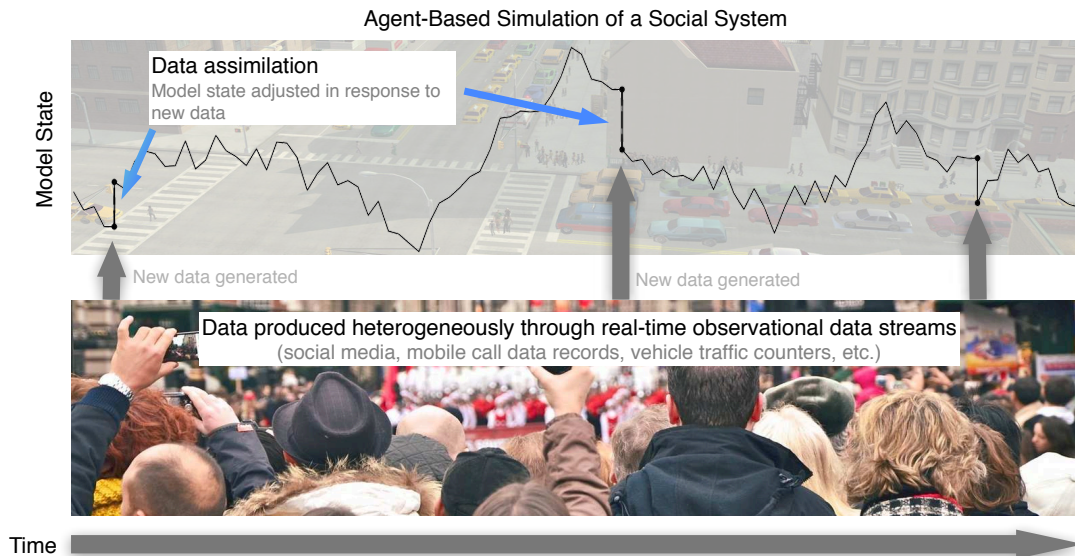 Agent-Based Simulation of a Social System
Data assimilation
Model state adjusted in response to
new data
Model State
New data generated
New data generated
Data produced heterogeneously through real-time observational data streams
(social media, mobile call data records, vehicle traffic counters, etc.)
Time